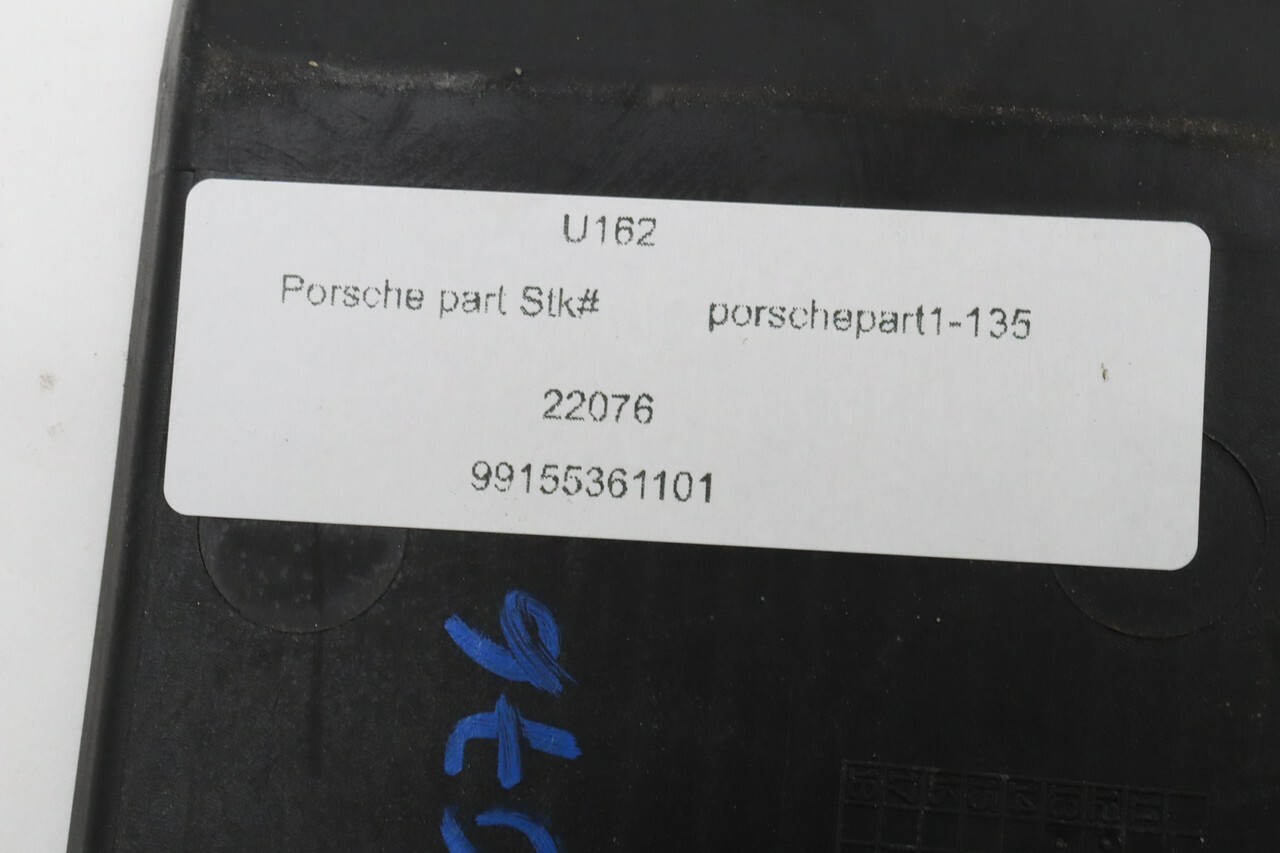 U162
Porsche part Stk# porschepart1-135
22076
99155361101